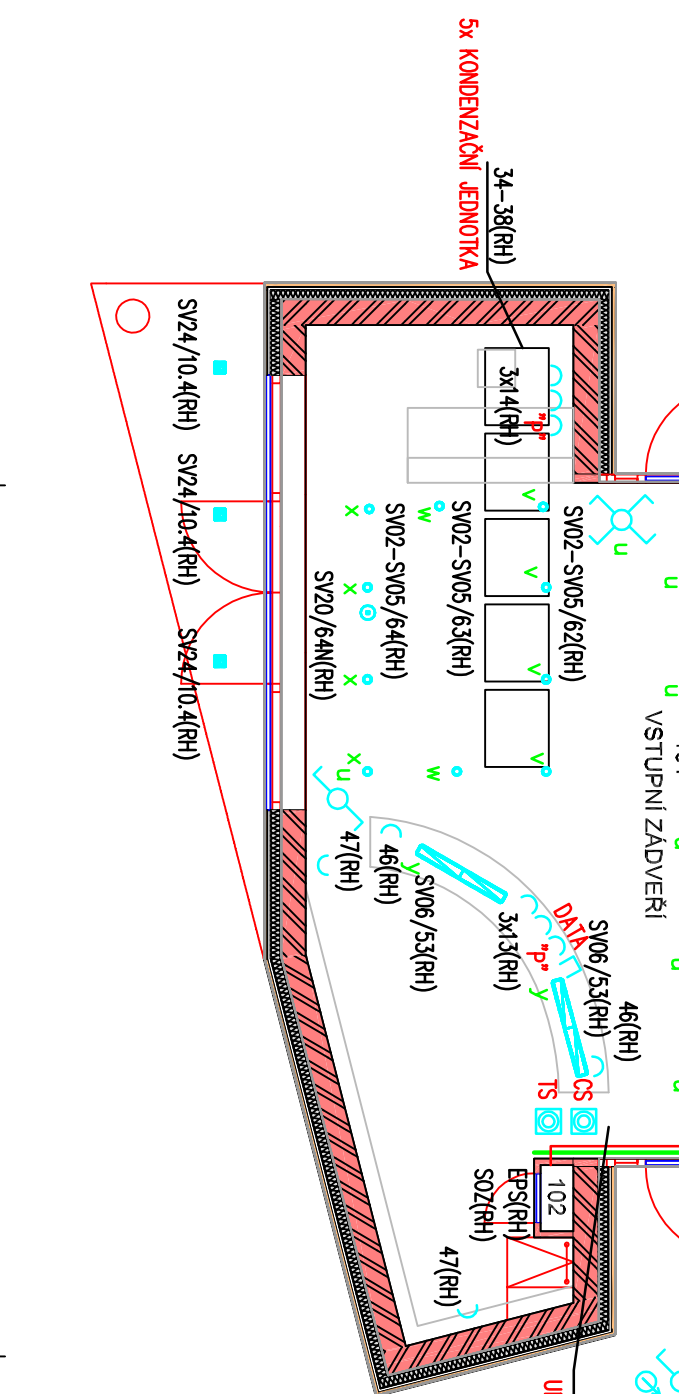 5x KONDENZAČNÍ JEDNOTKA
34-38(RH)
3x14(RH)
"p"
SV24/10.4(RH)
SV24/10.4(RH)
SV24/10.4(RH)
SV02-SV05/62(RH)
SV02-SV05/63(RH)
SV02-SV05/64(RH)
SV20/64N(RH)
v
v
v
v
w
w
x
x
x
x
u
u
u
u
VSTUPNÍ ZÁDVEŘÍ
47(RH)
46(RH)
y
SV06/53(RH)
3x13(RH)
"p"
DATA
SV06/53(RH)
46(RH)
y
u
u
TS
CS
102
EPS(RH)
SOZ(RH)
47(RH)